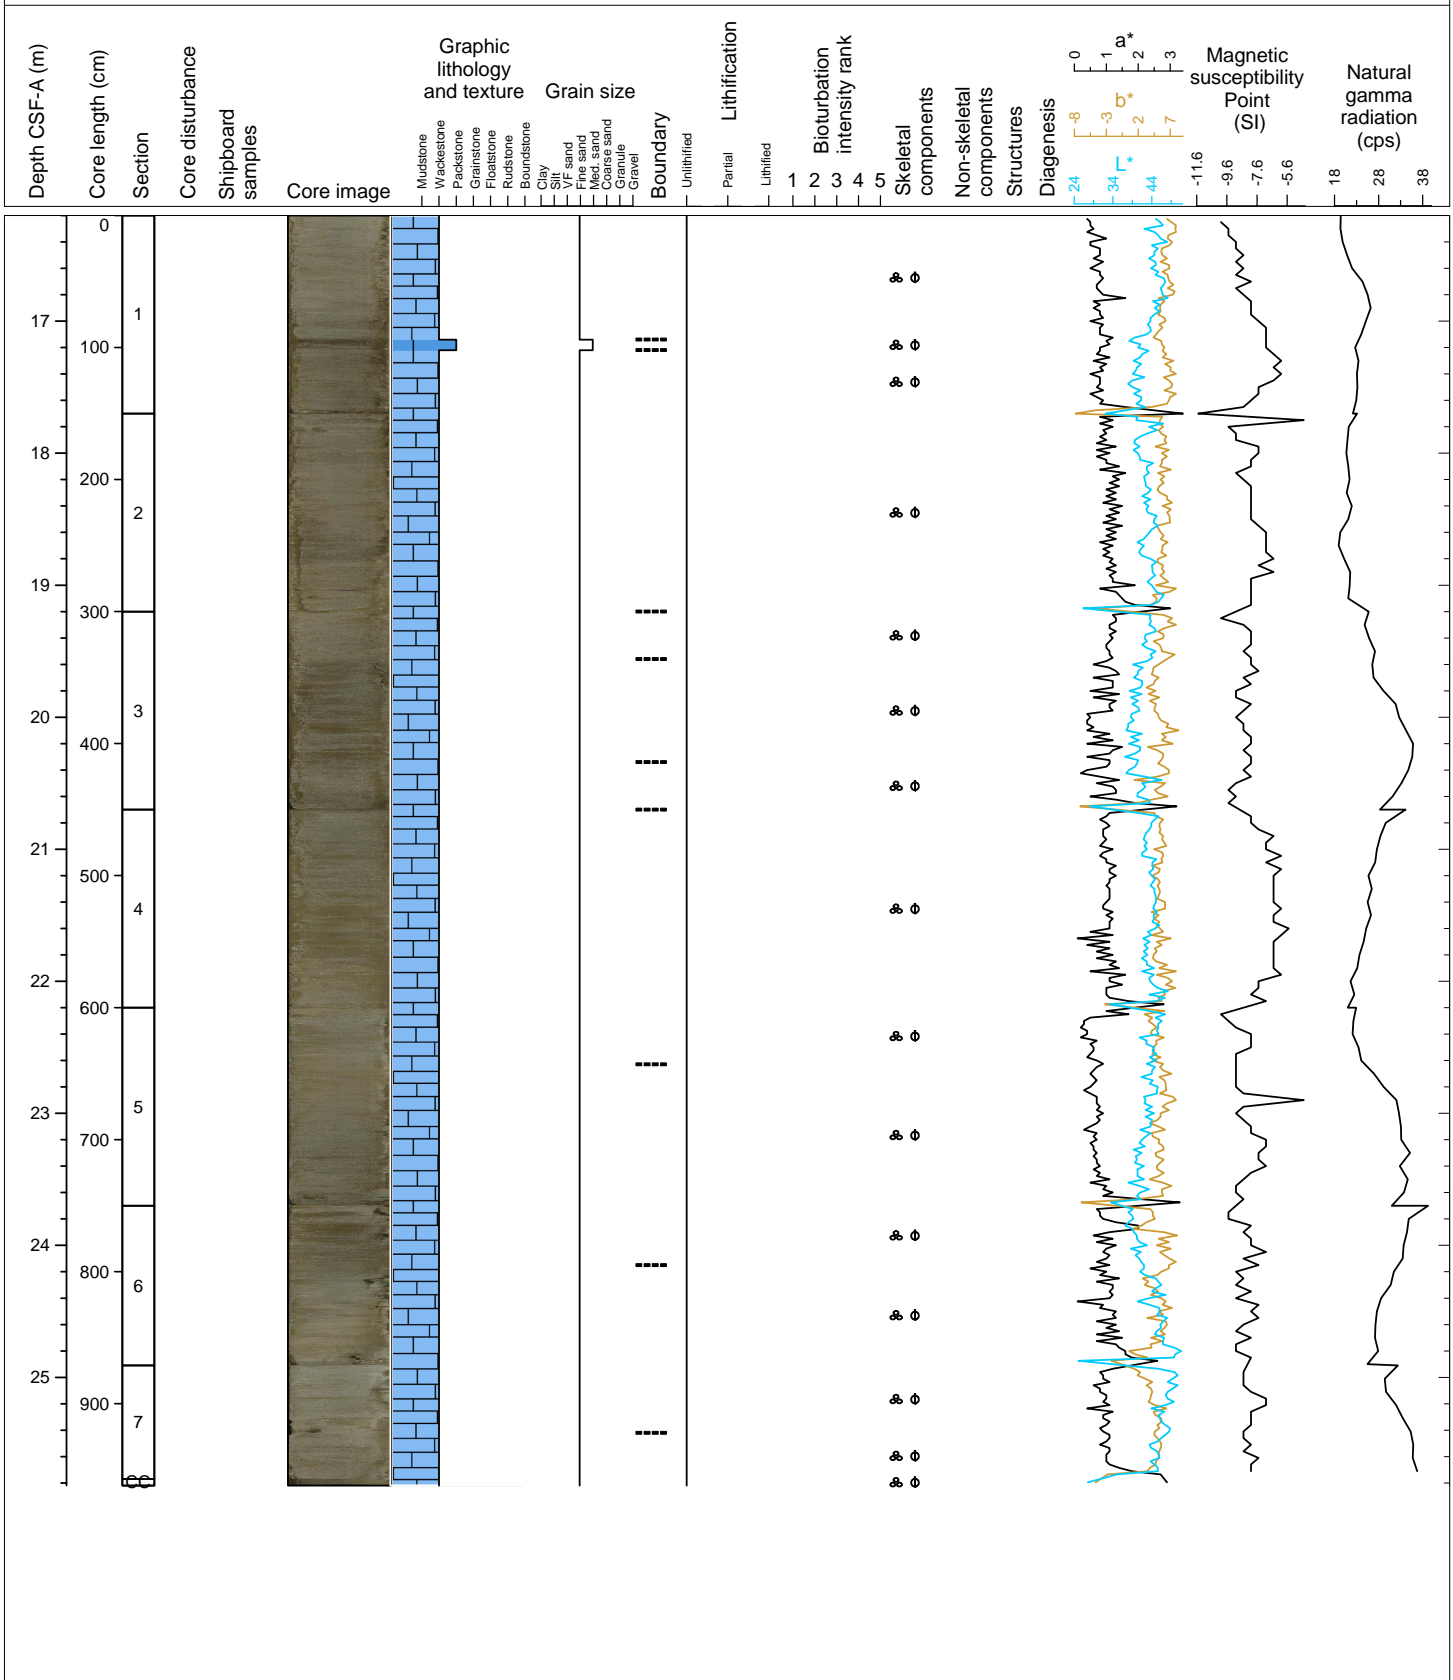 Depth CSF-A (m)
Core length (cm)
Section
Core disturbance
Shipboard
samples
Core image
Graphic
lithology
and texture
Mudstone
Wackestone
Packstone
Grainstone
Floatstone
Rudstone
Boundstone
Grain size
Clay
Silt
VF sand
Fine sand
Med. sand
Coarse sand
Granule
Gravel
Boundary
Lithification
Unlithified
Partial
Lithified
Bioturbation
intensity rank
1 2 3 4 5
Skeletal
components
Non-skeletal
components
Structures
Diagenesis
a*
0 1 2 3
b*
-8 -3 2 7
L*
24 34 44
Magnetic
susceptibility
Point
(SI)
-11.6 -9.6 -7.6 -5.6
Natural
gamma
radiation
(cps)
18 28 38
0
1
17
100
18
200
2
19
300
3
20
400
21
500
4
22
600
5
23
700
24
800
6
25
900
7
CC